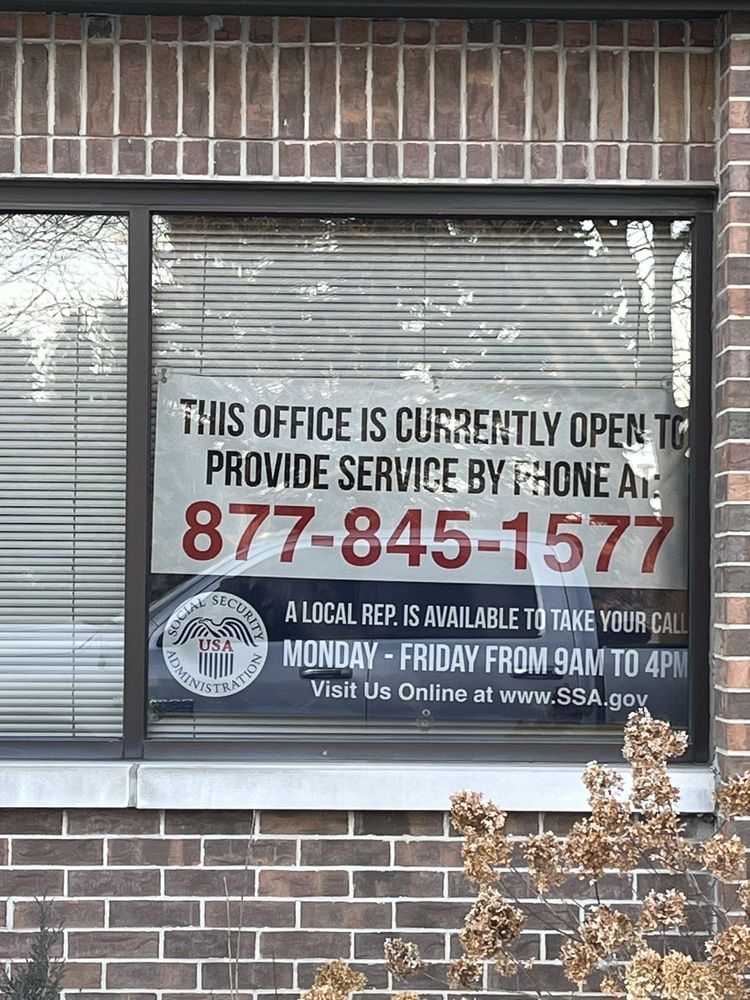 THIS OFFICE IS CURRENTLY OPEN TO
PROVIDE SERVICE BY PHONE AT:
877-845-1577
SOCIAL SECURITY
USA
ADMINISTRATION
A LOCAL REP. IS AVAILABLE TO TAKE YOUR CALL
MONDAY - FRIDAY FROM 9AM TO 4PM
Visit Us Online at www.SSA.gov